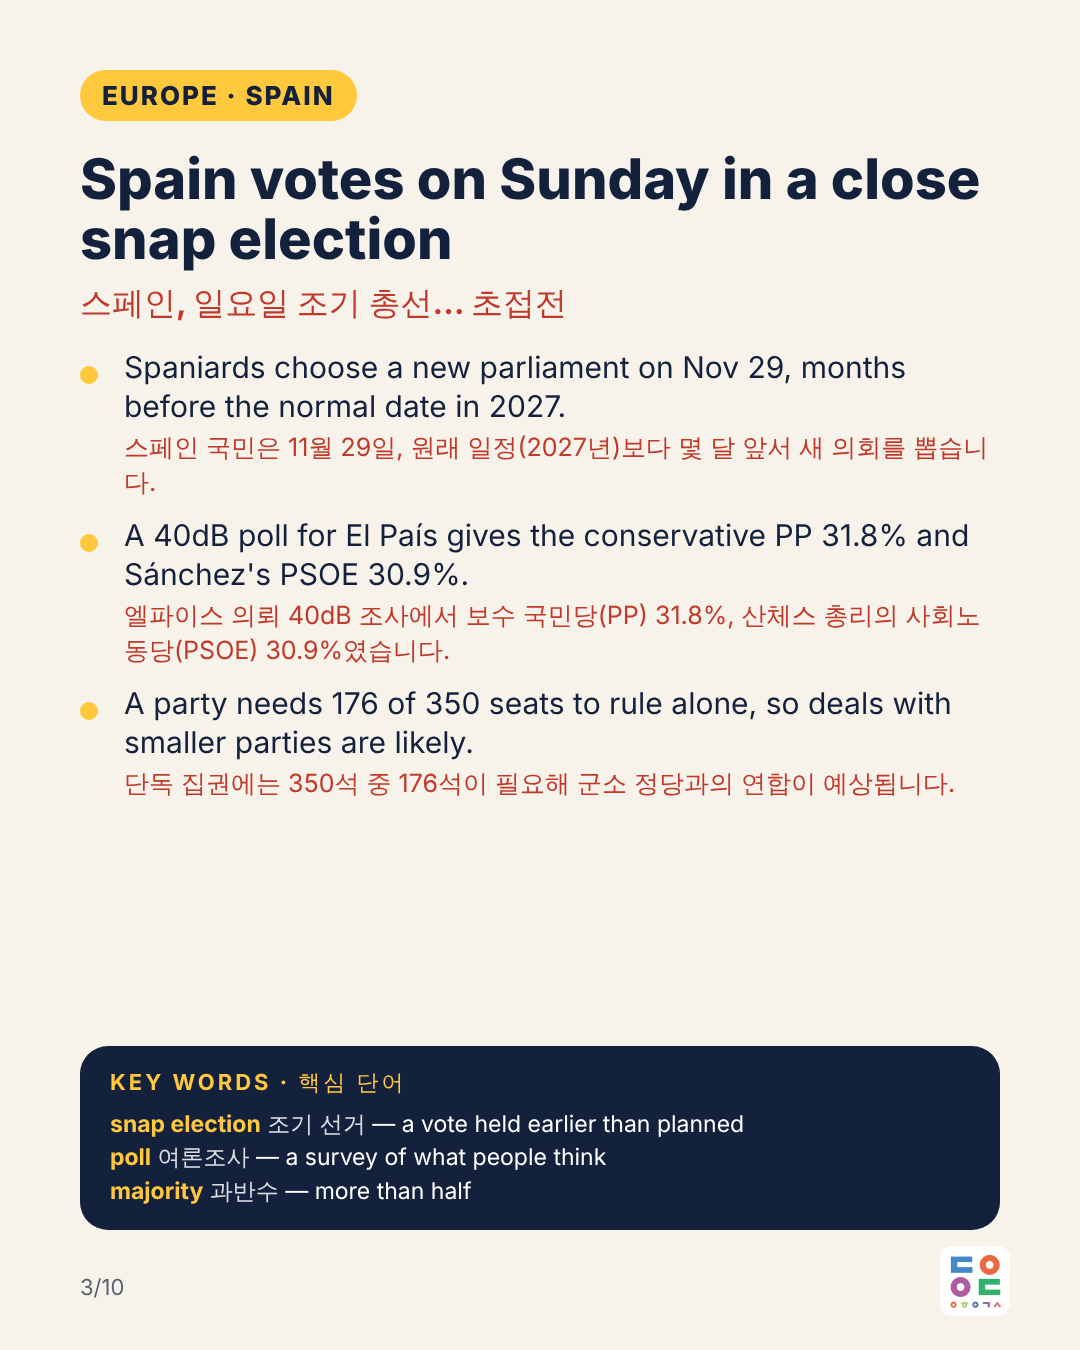 EUROPE · SPAIN
Spain votes on Sunday in a close
snap election
스페인, 일요일 조기 총선... 초접전
Spaniards choose a new parliament on Nov 29, months
before the normal date in 2027.
스페인 국민은 11월 29일, 원래 일정(2027년)보다 몇 달 앞서 새 의회를 뽑습니
다.
A 40dB poll for El País gives the conservative PP 31.8% and
Sánchez's PSOE 30.9%.
엘파이스 의뢰 40dB 조사에서 보수 국민당(PP) 31.8%, 산체스 총리의 사회노
동당(PSOE) 30.9%였습니다.
A party needs 176 of 350 seats to rule alone, so deals with
smaller parties are likely.
단독 집권에는 350석 중 176석이 필요해 군소 정당과의 연합이 예상됩니다.
KEY WORDS · 핵심 단어
snap election 조기 선거 — a vote held earlier than planned
poll 여론조사 — a survey of what people think
majority 과반수 — more than half
3/10